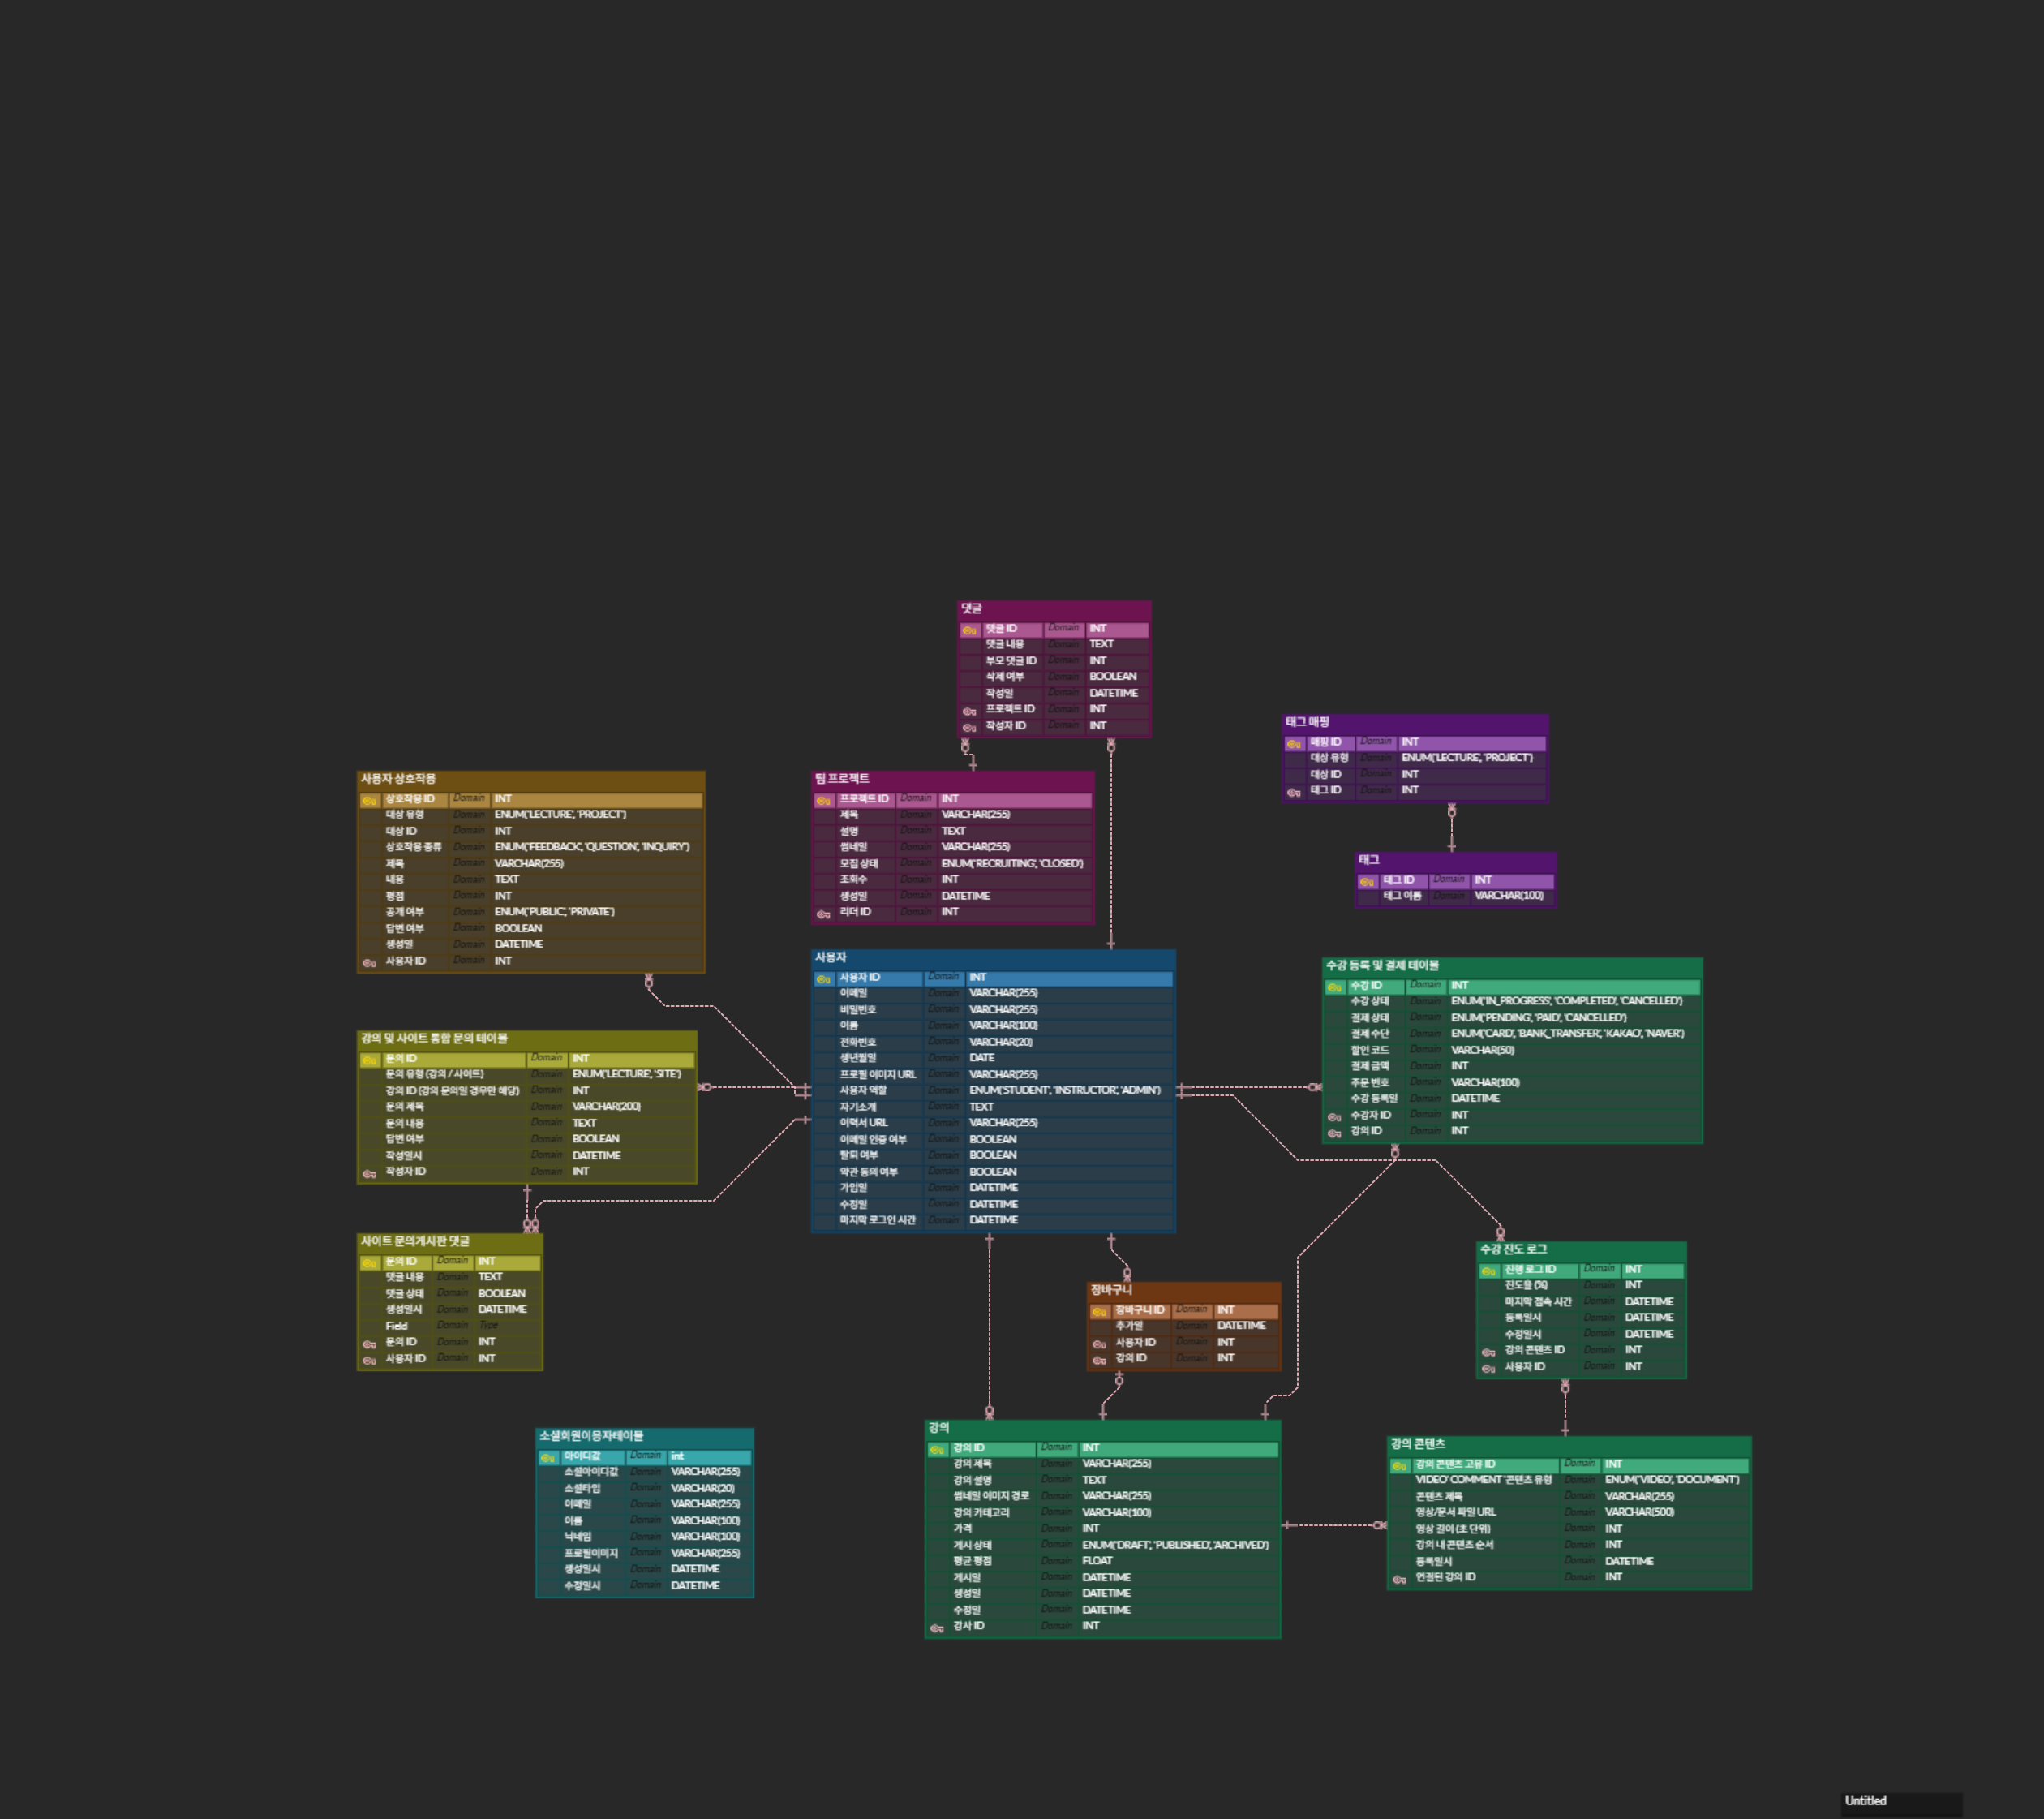 댓글
댓글 ID Domain INT
댓글 내용 Domain TEXT
부모 댓글 ID Domain INT
삭제 여부 Domain BOOLEAN
작성일 Domain DATETIME
프로젝트 ID Domain INT
작성자 ID Domain INT
태그 매핑
매핑 ID Domain INT
대상 유형 Domain ENUM('LECTURE', 'PROJECT')
대상 ID Domain INT
태그 ID Domain INT
사용자 상호작용
상호작용 ID Domain INT
대상 유형 Domain ENUM('LECTURE', 'PROJECT')
대상 ID Domain INT
상호작용 종류 Domain ENUM('FEEDBACK', 'QUESTION', 'INQUIRY')
제목 Domain VARCHAR(255)
내용 Domain TEXT
평점 Domain INT
공개 여부 Domain ENUM('PUBLIC', 'PRIVATE')
답변 여부 Domain BOOLEAN
생성일 Domain DATETIME
사용자 ID Domain INT
팀 프로젝트
프로젝트 ID Domain INT
제목 Domain VARCHAR(255)
설명 Domain TEXT
썸네일 Domain VARCHAR(255)
모집 상태 Domain ENUM('RECRUITING', 'CLOSED')
조회수 Domain INT
생성일 Domain DATETIME
리더 ID Domain INT
태그
태그 ID Domain INT
태그 이름 Domain VARCHAR(100)
사용자
사용자 ID Domain INT
이메일 Domain VARCHAR(255)
비밀번호 Domain VARCHAR(255)
이름 Domain VARCHAR(100)
전화번호 Domain VARCHAR(20)
생년월일 Domain DATE
프로필 이미지 URL Domain VARCHAR(255)
사용자 역할 Domain ENUM('STUDENT', 'INSTRUCTOR', 'ADMIN')
자기소개 Domain TEXT
이력서 URL Domain VARCHAR(255)
이메일 인증 여부 Domain BOOLEAN
탈퇴 여부 Domain BOOLEAN
약관 동의 여부 Domain BOOLEAN
가입일 Domain DATETIME
수정일 Domain DATETIME
마지막 로그인 시간 Domain DATETIME
수강 등록 및 결제 테이블
수강 ID Domain INT
수강 상태 Domain ENUM('IN_PROGRESS', 'COMPLETED', 'CANCELLED')
결제 상태 Domain ENUM('PENDING', 'PAID', 'CANCELLED')
결제 수단 Domain ENUM('CARD', 'BANK_TRANSFER', 'KAKAO', 'NAVER')
할인 코드 Domain VARCHAR(50)
결제 금액 Domain INT
주문 번호 Domain VARCHAR(100)
수강 등록일 Domain DATETIME
수강자 ID Domain INT
강의 ID Domain INT
강의 및 사이트 통합 문의 테이블
문의 ID Domain INT
문의 유형 (강의 / 사이트) Domain ENUM('LECTURE', 'SITE')
강의 ID (강의 문의일 경우만 해당) Domain INT
문의 제목 Domain VARCHAR(200)
문의 내용 Domain TEXT
답변 여부 Domain BOOLEAN
작성일시 Domain DATETIME
작성자 ID Domain INT
사이트 문의게시판 댓글
문의 ID Domain INT
댓글 내용 Domain TEXT
댓글 상태 Domain BOOLEAN
생성일시 Domain DATETIME
Field Domain Type
문의 ID Domain INT
사용자 ID Domain INT
수강 진도 로그
진행 로그 ID Domain INT
진도율 (%) Domain INT
마지막 접속 시간 Domain DATETIME
등록일시 Domain DATETIME
수정일시 Domain DATETIME
강의 콘텐츠 ID Domain INT
사용자 ID Domain INT
장바구니
장바구니 ID Domain INT
추가일 Domain DATETIME
사용자 ID Domain INT
강의 ID Domain INT
소셜회원이용자테이블
아이디값 Domain int
소셜아이디값 Domain VARCHAR(255)
소셜타입 Domain VARCHAR(20)
이메일 Domain VARCHAR(255)
이름 Domain VARCHAR(100)
닉네임 Domain VARCHAR(100)
프로필이미지 Domain VARCHAR(255)
생성일시 Domain DATETIME
수정일시 Domain DATETIME
강의
강의 ID Domain INT
강의 제목 Domain VARCHAR(255)
강의 설명 Domain TEXT
썸네일 이미지 경로 Domain VARCHAR(255)
강의 카테고리 Domain VARCHAR(100)
가격 Domain INT
게시 상태 Domain ENUM('DRAFT', 'PUBLISHED', 'ARCHIVED')
평균 평점 Domain FLOAT
게시일 Domain DATETIME
생성일 Domain DATETIME
수정일 Domain DATETIME
강사 ID Domain INT
강의 콘텐츠
강의 콘텐츠 고유 ID Domain INT
VIDEO' COMMENT '콘텐츠 유형 Domain ENUM('VIDEO', 'DOCUMENT')
콘텐츠 제목 Domain VARCHAR(255)
영상/문서 파일 URL Domain VARCHAR(500)
영상 길이 (초 단위) Domain INT
강의 내 콘텐츠 순서 Domain INT
등록일시 Domain DATETIME
연결된 강의 ID Domain INT
Untitled